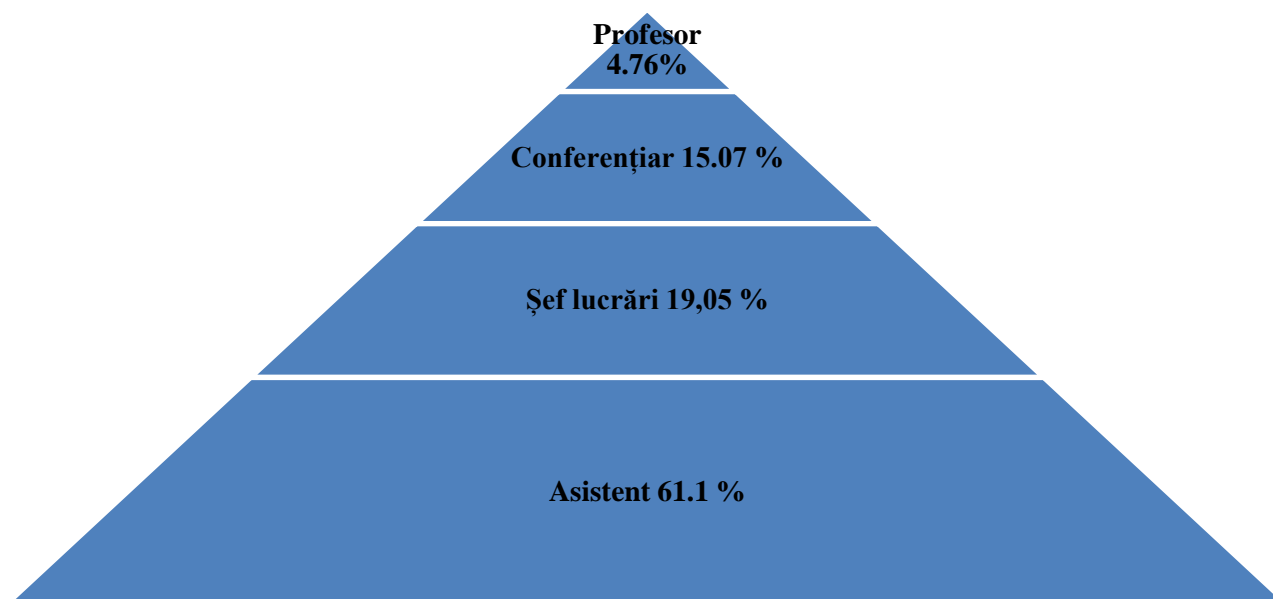 Profesor
4.76%
Conferențiar 15.07 %
Șef lucrări 19,05 %
Asistent 61.1 %